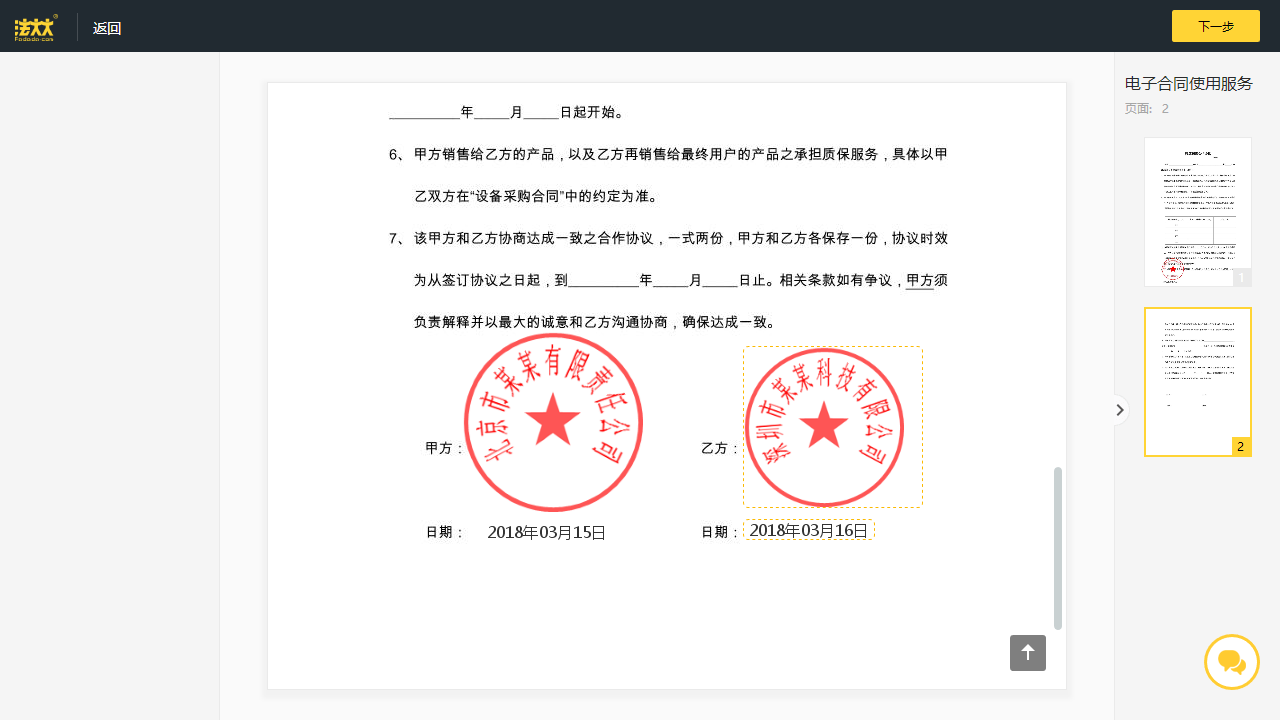 法大大®
Fadada.com
返回
下一步
__________年_____月_____日起开始。
6、 甲方销售给乙方的产品，以及乙方再销售给最终用户的产品之承担质保服务，具体以甲
乙双方在“设备采购合同”中的约定为准。
7、 该甲方和乙方协商达成一致之合作协议，一式两份，甲方和乙方各保存一份，协议时效
为从签订协议之日起，到__________年_____月_____日止。相关条款如有争议，甲方须
负责解释并以最大的诚意和乙方沟通协商，确保达成一致。
北京市某某有限责任公司
深圳市某某科技有限公司
甲方：
乙方：
日期： 2018年03月15日
日期： 2018年03月16日
电子合同使用服务
页面： 2
1
2